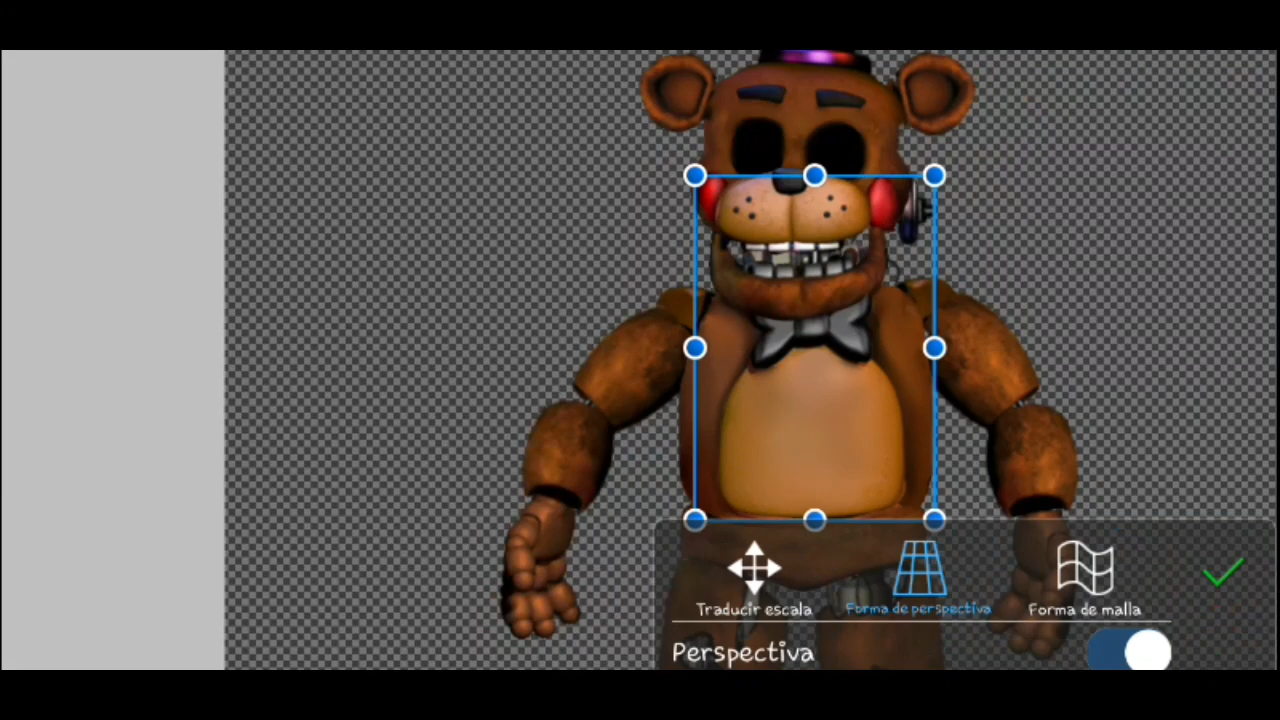 Traducir escala
Forma de perspectiva
Forma de malla
Perspectiva